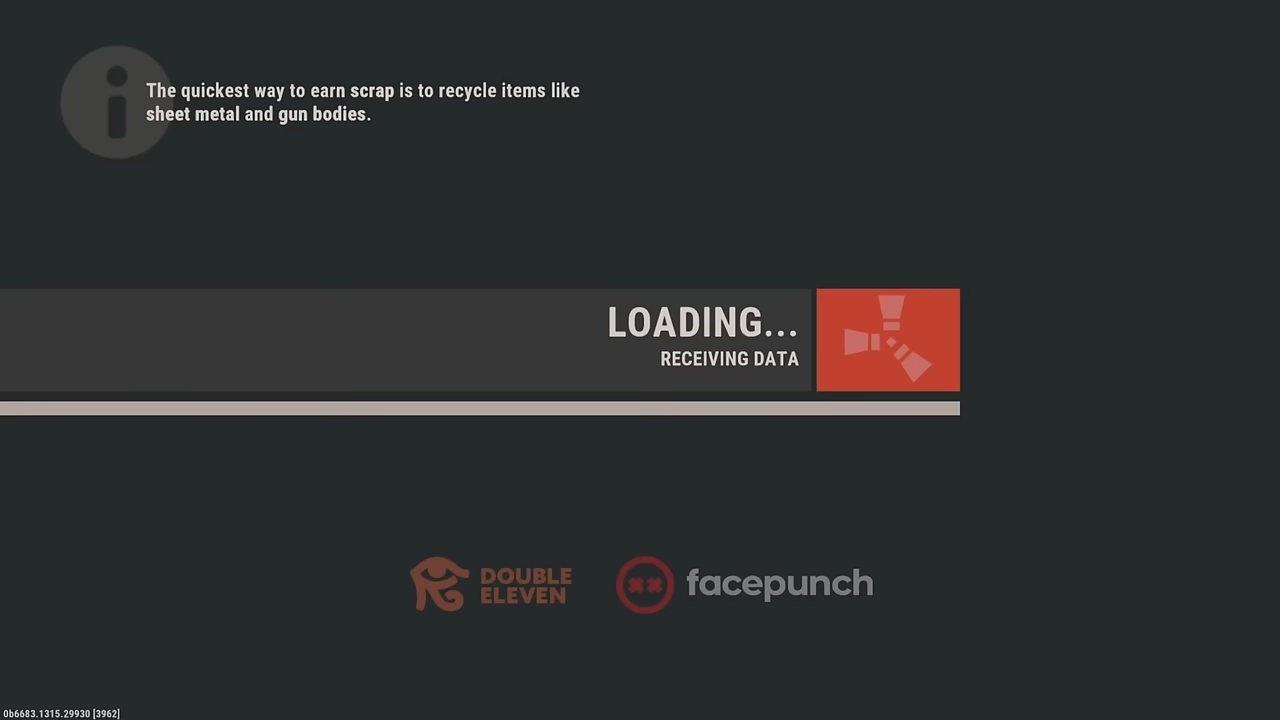 The quickest way to earn scrap is to recycle items like
sheet metal and gun bodies.
LOADING...
RECEIVING DATA
DOUBLE
ELEVEN
facepunch
0b6683.1315.29930 [3962]